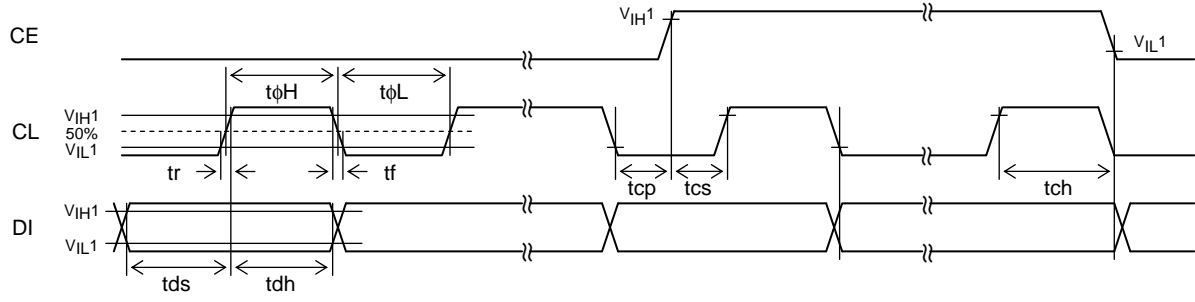 CE
VIH1
VIL1
tϕH
tϕL
CL
VIH1
50%
VIL1
tr
tf
tcp
tcs
tch
DI
VIH1
VIL1
tds
tdh